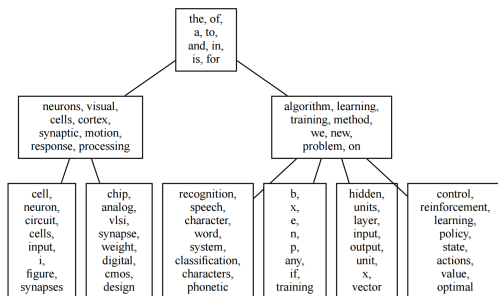 the, of,
a, to,
and, in,
is, for
neurons, visual,
cells, cortex,
synaptic, motion,
response, processing
algorithm, learning,
training, method,
we, new,
problem, on
cell,
neuron,
circuit,
cells,
input,
i,
figure,
synapses
chip,
analog,
vlsi,
synapse,
weight,
digital,
cmos,
design
recognition,
speech,
character,
word,
system,
classification,
characters,
phonetic
b,
x,
e,
n,
p,
any,
if,
training
hidden,
units,
layer,
input,
output,
unit,
x,
vector
control,
reinforcement,
learning,
policy,
state,
actions,
value,
optimal